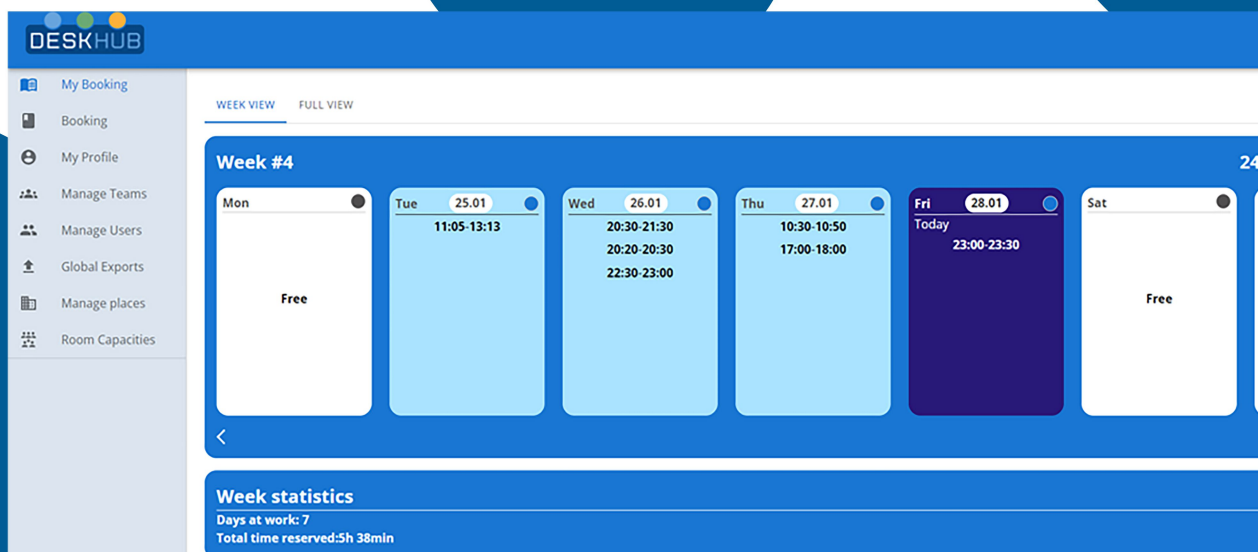 DESKHUB
My Booking
Booking
My Profile
Manage Teams
Manage Users
Global Exports
Manage places
Room Capacities
WEEK VIEW FULL VIEW
Week #4
24
Mon
Free
Tue 25.01
11:05-13:13
Wed 26.01
20:30-21:30
20:20-20:30
22:30-23:00
Thu 27.01
10:30-10:50
17:00-18:00
Fri 28.01
Today
23:00-23:30
Sat
Free
Week statistics
Days at work: 7
Total time reserved:5h 38min